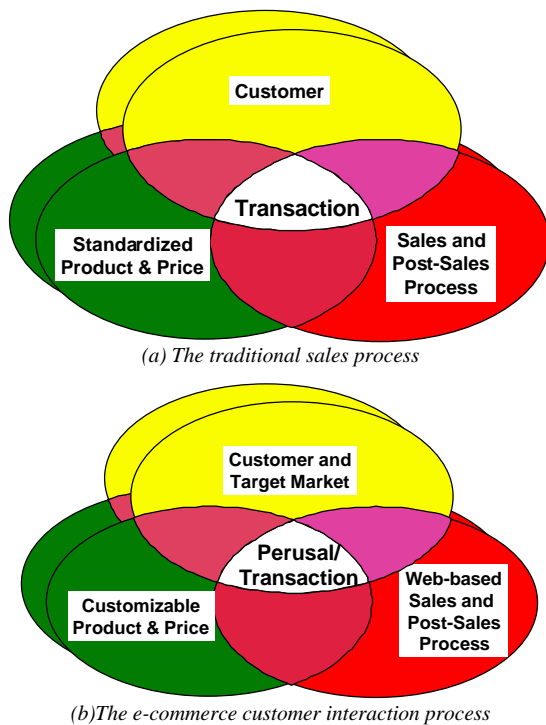 Customer
Transaction
Standardized
Product & Price
Sales and
Post-Sales
Process
(a) The traditional sales process
Customer and
Target Market
Perusal/
Transaction
Customizable
Product & Price
Web-based
Sales and
Post-Sales
Process
(b)The e-commerce customer interaction process